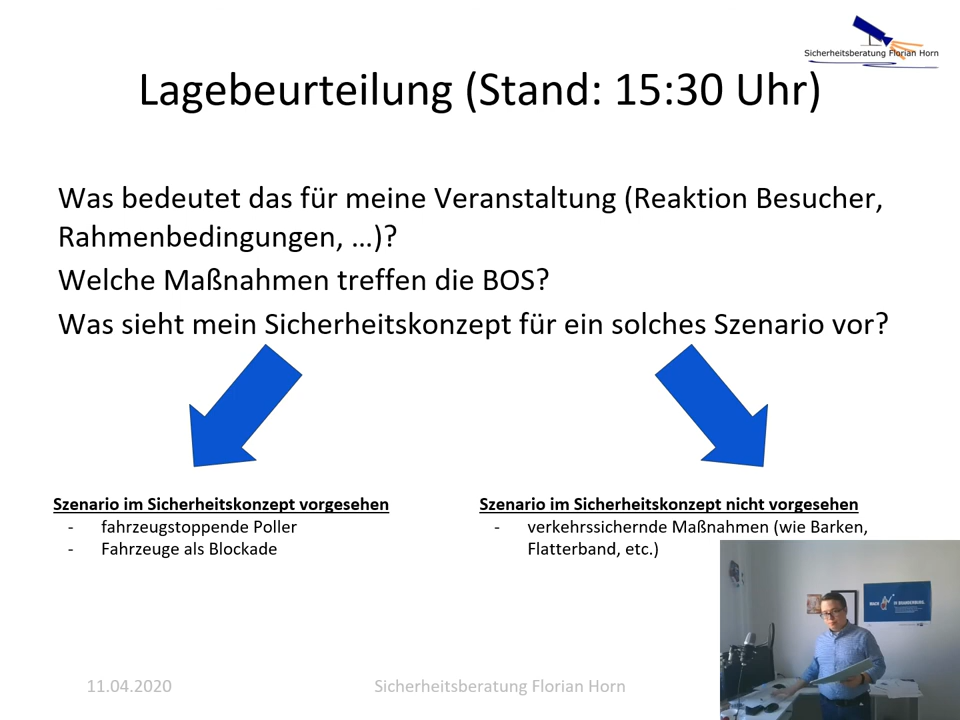 Sicherheitsberatung Florian Horn
Lagebeurteilung (Stand: 15:30 Uhr)
Was bedeutet das für meine Veranstaltung (Reaktion Besucher,
Rahmenbedingungen, …)?
Welche Maßnahmen treffen die BOS?
Was sieht mein Sicherheitskonzept für ein solches Szenario vor?
Szenario im Sicherheitskonzept vorgesehen
- fahrzeugstoppende Poller
- Fahrzeuge als Blockade
Szenario im Sicherheitskonzept nicht vorgesehen
- verkehrssichernde Maßnahmen (wie Barken,
Flatterband, etc.)
11.04.2020
Sicherheitsberatung Florian Horn